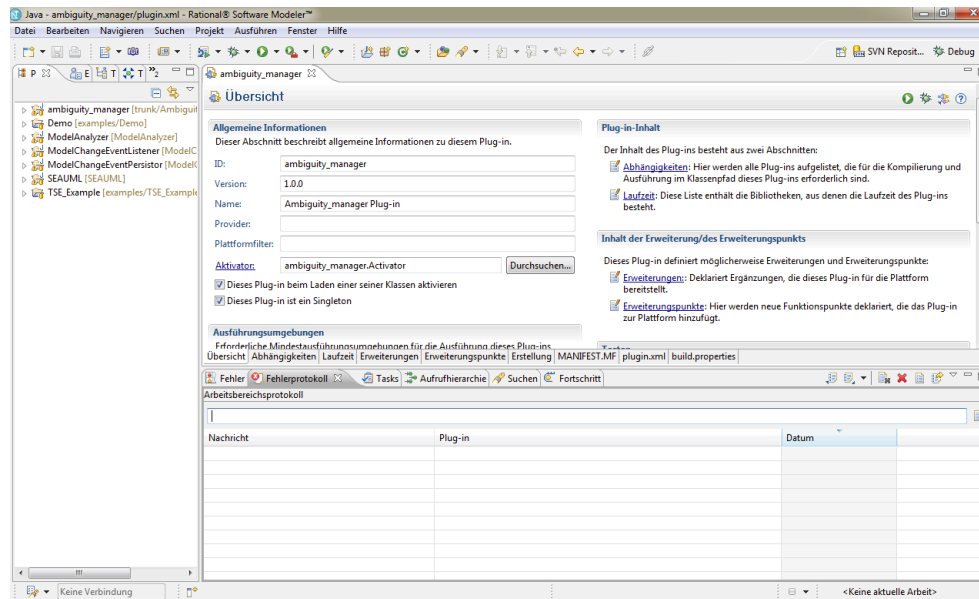 Java - ambiguity_manager/plugin.xml - Rational® Software Modeler™
Datei Bearbeiten Navigieren Suchen Projekt Ausführen Fenster Hilfe
SVN Reposit... Debug
P E T T 2
ambiguity_manager
ambiguity_manager [trunk/Ambiguit
Demo [examples/Demo]
ModelAnalyzer [ModelAnalyzer]
ModelChangeEventListener [ModelC
ModelChangeEventPersistor [ModelC
SEAUML [SEAUML]
TSE_Example [examples/TSE_Example
Übersicht
Allgemeine Informationen
Dieser Abschnitt beschreibt allgemeine Informationen zu diesem Plug-in.
ID: ambiguity_manager
Version: 1.0.0
Name: Ambiguity_manager Plug-in
Provider:
Plattformfilter:
Aktivator: ambiguity_manager.Activator Durchsuchen...
Dieses Plug-in beim Laden einer seiner Klassen aktivieren
Dieses Plug-in ist ein Singleton
Ausführungsumgebungen
Erforderliche Mindestausführungsumgebungen für die Ausführung dieses Plug-ins
Plug-in-Inhalt
Der Inhalt des Plug-ins besteht aus zwei Abschnitten:
Abhängigkeiten: Hier werden alle Plug-ins aufgelistet, die für die Kompilierung und
Ausführung im Klassenpfad dieses Plug-ins erforderlich sind.
Laufzeit: Diese Liste enthält die Bibliotheken, aus denen die Laufzeit des Plug-ins
besteht.
Inhalt der Erweiterung/des Erweiterungspunkts
Dieses Plug-in definiert möglicherweise Erweiterungen und Erweiterungspunkte:
Erweiterungen:: Deklariert Ergänzungen, die dieses Plug-in für die Plattform
bereitstellt.
Erweiterungspunkte: Hier werden neue Funktionspunkte deklariert, die das Plug-in
zur Plattform hinzufügt.
Testen
Übersicht Abhängigkeiten Laufzeit Erweiterungen Erweiterungspunkte Erstellung MANIFEST.MF plugin.xml build.properties
Fehler Fehlerprotokoll Tasks Aufrufhierarchie Suchen Fortschritt
Arbeitsbereichsprotokoll
Nachricht Plug-in Datum
Keine Verbindung <Keine aktuelle Arbeit>